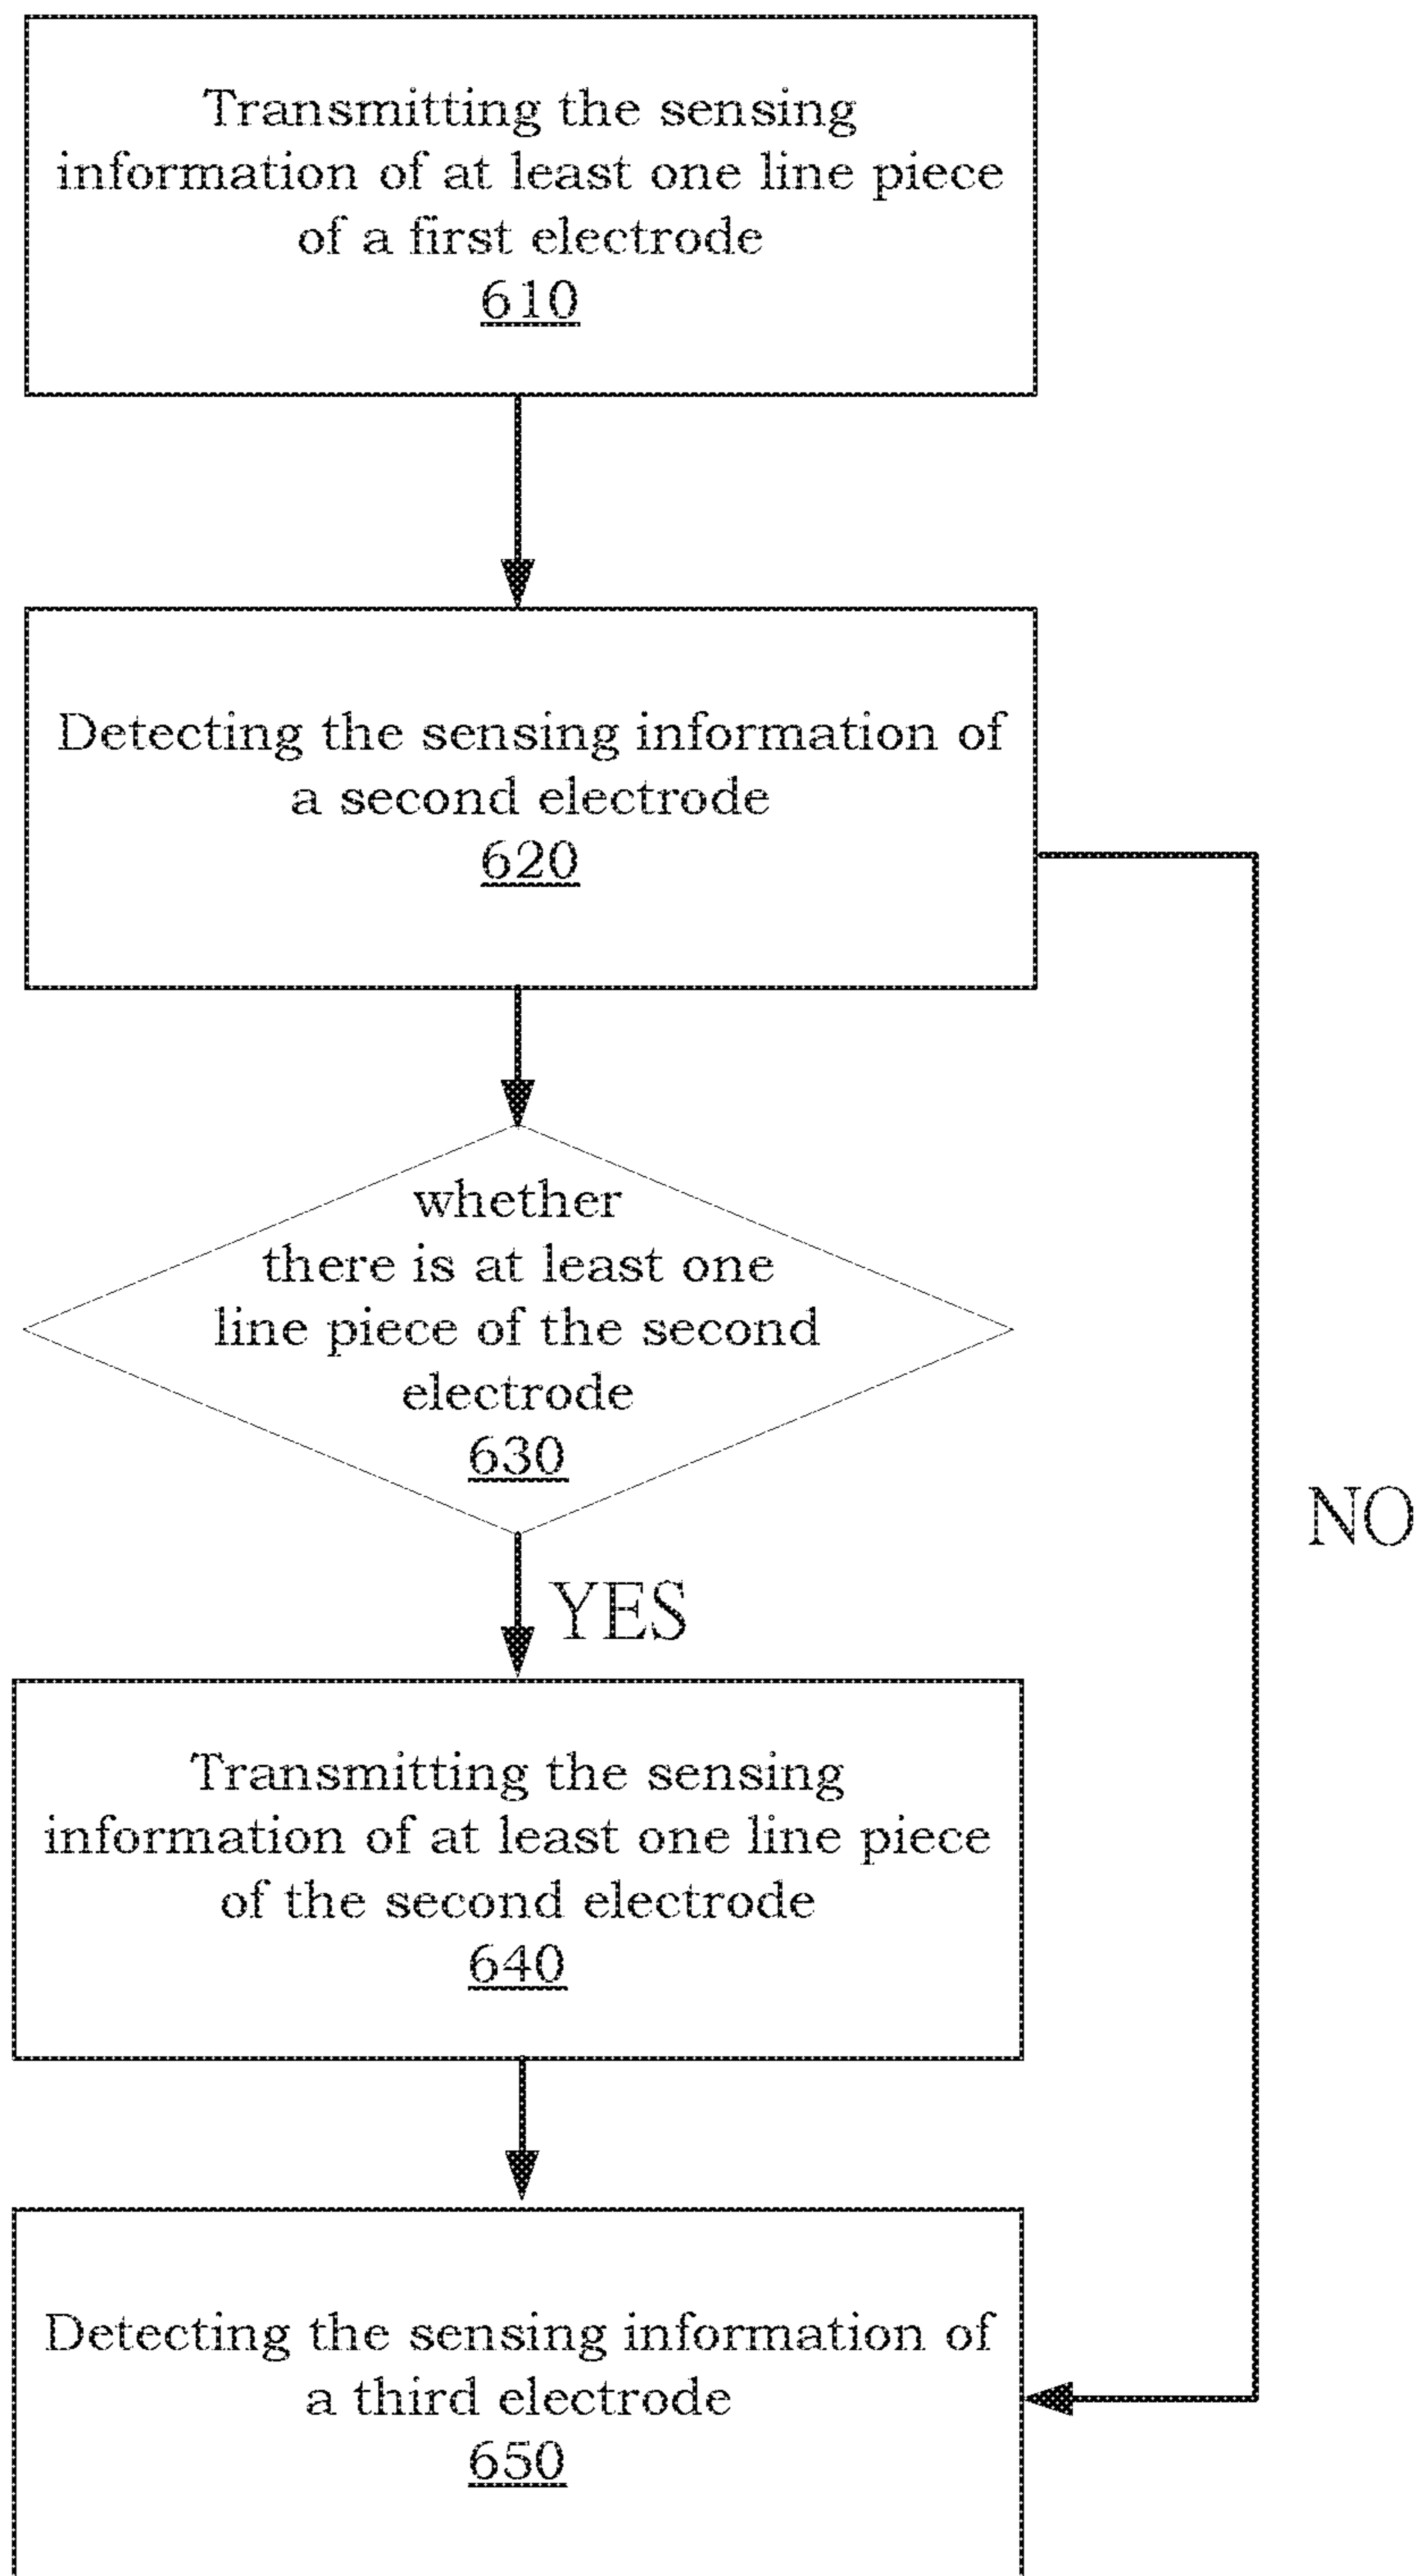 Transmitting the sensing
information of at least one line piece
of a first electrode
610
Detecting the sensing information of
a second electrode
620
whether
there is at least one
line piece of the second
electrode
630
NO
YES
Transmitting the sensing
information of at least one line piece
of the second electrode
640
Detecting the sensing information of
a third electrode
650